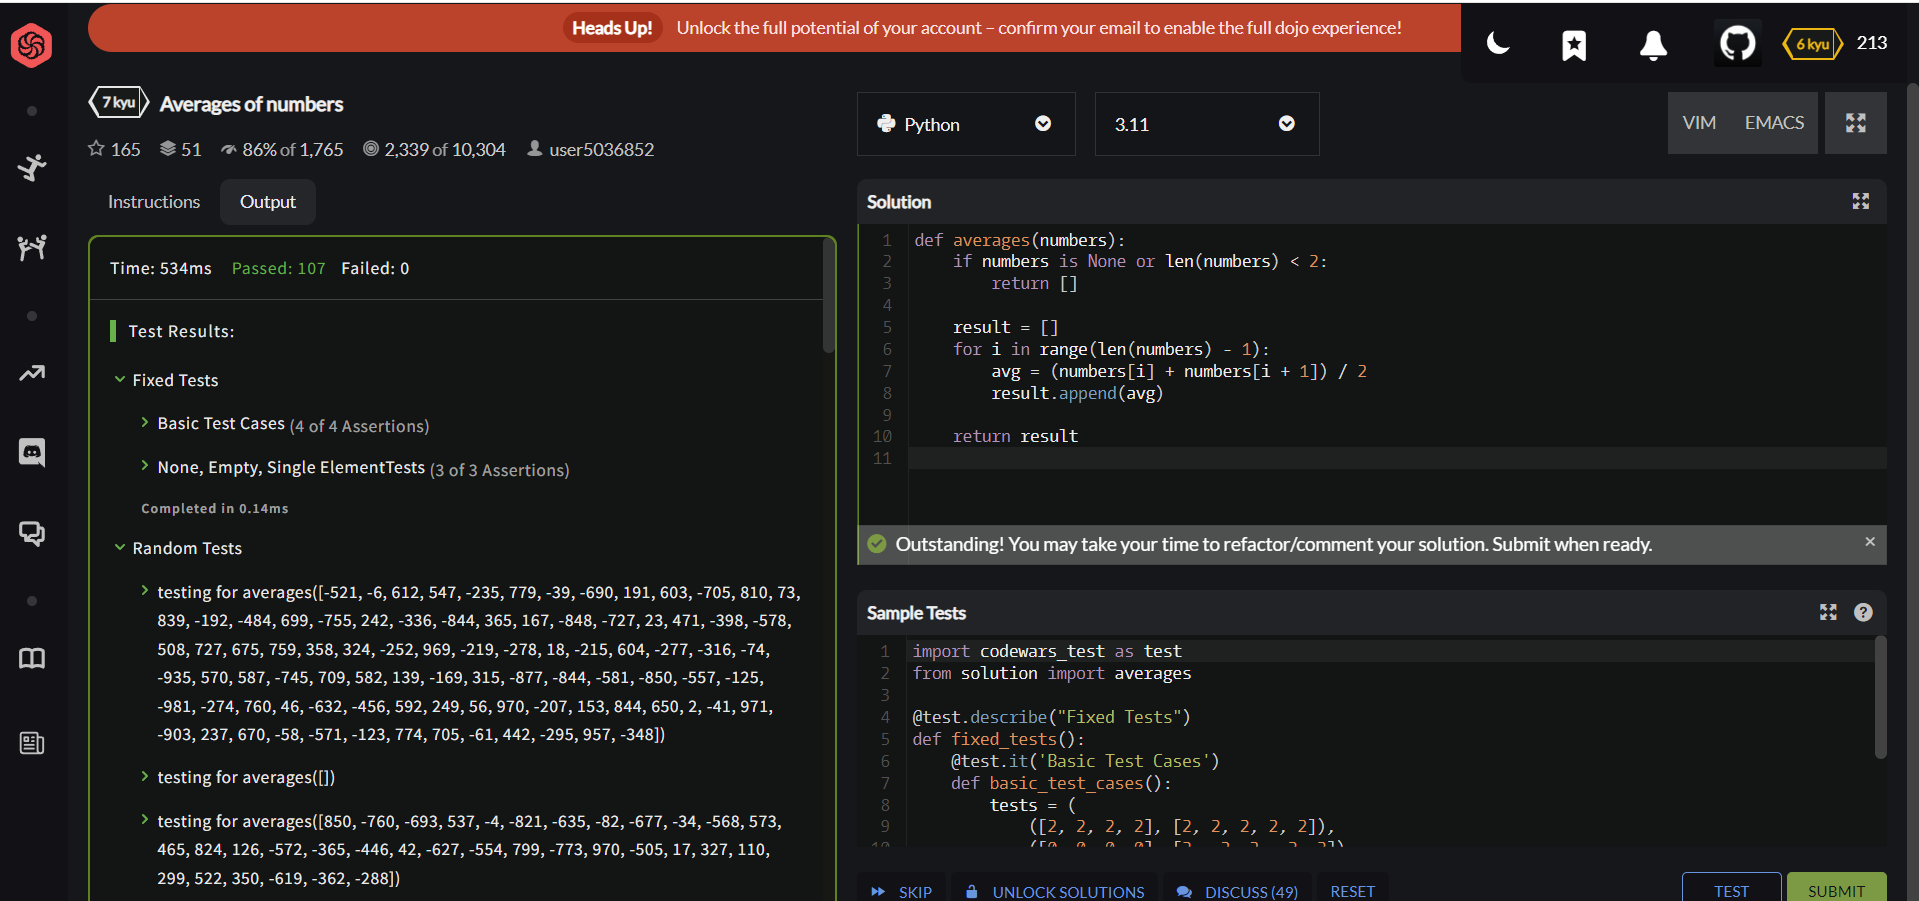 Heads Up! Unlock the full potential of your account – confirm your email to enable the full dojo experience!
6 kyu 213
7 kyu Averages of numbers
165 51 86% of 1,765 2,339 of 10,304 user5036852
Instructions Output
Time: 534ms Passed: 107 Failed: 0
Test Results:
Fixed Tests
Basic Test Cases (4 of 4 Assertions)
None, Empty, Single ElementTests (3 of 3 Assertions)
Completed in 0.14ms
Random Tests
testing for averages([-521, -6, 612, 547, -235, 779, -39, -690, 191, 603, -705, 810, 73,
839, -192, -484, 699, -755, 242, -336, -844, 365, 167, -848, -727, 23, 471, -398, -578,
508, 727, 675, 759, 358, 324, -252, 969, -219, -278, 18, -215, 604, -277, -316, -74,
-935, 570, 587, -745, 709, 582, 139, -169, 315, -877, -844, -581, -850, -557, -125,
-981, -274, 760, 46, -632, -456, 592, 249, 56, 970, -207, 153, 844, 650, 2, -41, 971,
-903, 237, 670, -58, -571, -123, 774, 705, -61, 442, -295, 957, -348])
testing for averages([])
testing for averages([850, -760, -693, 537, -4, -821, -635, -82, -677, -34, -568, 573,
465, 824, 126, -572, -365, -446, 42, -627, -554, 799, -773, 970, -505, 17, 327, 110,
299, 522, 350, -619, -362, -288])
Python 3.11 VIM EMACS
Solution
1 def averages(numbers):
2 if numbers is None or len(numbers) < 2:
3 return []
4
5 result = []
6 for i in range(len(numbers) - 1):
7 avg = (numbers[i] + numbers[i + 1]) / 2
8 result.append(avg)
9
10 return result
11
Outstanding! You may take your time to refactor/comment your solution. Submit when ready. ×
Sample Tests ?
1 import codewars_test as test
2 from solution import averages
3
4 @test.describe("Fixed Tests")
5 def fixed_tests():
6 @test.it('Basic Test Cases')
7 def basic_test_cases():
8 tests = (
9 ([2, 2, 2, 2], [2, 2, 2, 2, 2]),
SKIP UNLOCK SOLUTIONS DISCUSS (49) RESET TEST SUBMIT